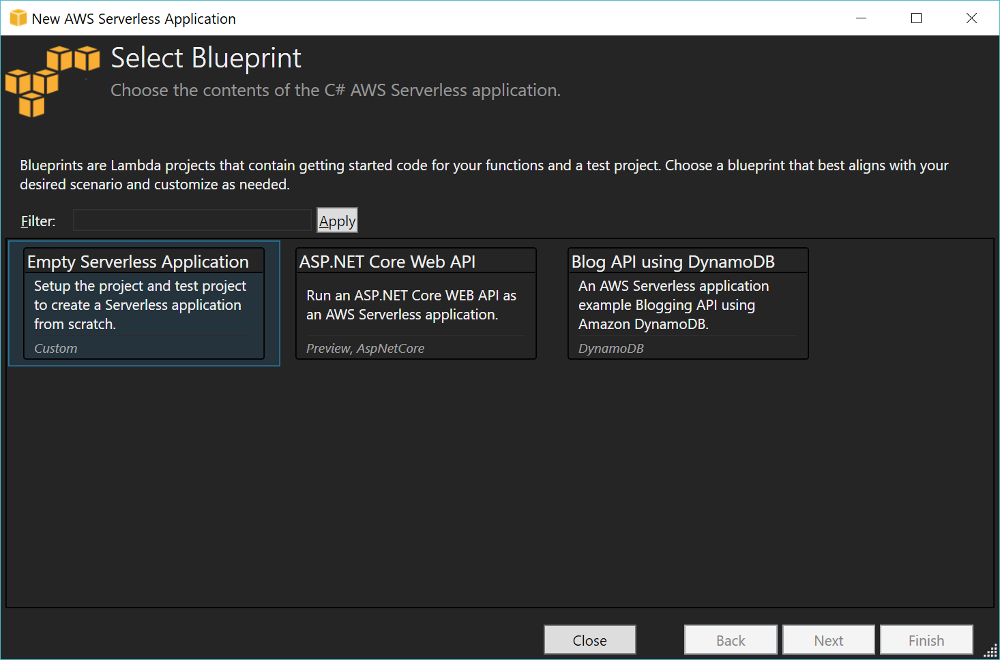 New AWS Serverless Application
Select Blueprint
Choose the contents of the C# AWS Serverless application.
Blueprints are Lambda projects that contain getting started code for your functions and a test project. Choose a blueprint that best aligns with your
desired scenario and customize as needed.
Filter:
Apply
Empty Serverless Application
Setup the project and test project
to create a Serverless application
from scratch.
Custom
ASP.NET Core Web API
Run an ASP.NET Core WEB API as
an AWS Serverless application.
Preview, AspNetCore
Blog API using DynamoDB
An AWS Serverless application
example Blogging API using
Amazon DynamoDB.
DynamoDB
Close
Back
Next
Finish